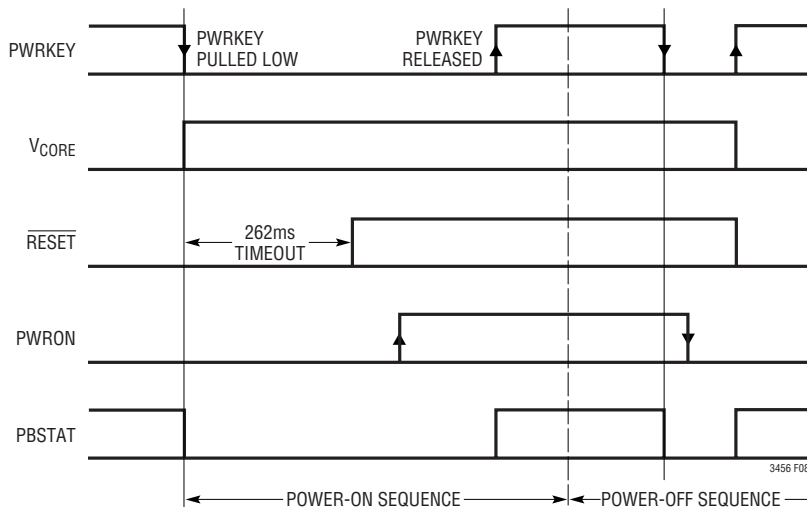 PWRKEY
PWRKEY
PULLED LOW
PWRKEY
RELEASED
VCORE
RESET
262ms
TIMEOUT
PWRON
PBSTAT
3456 F08
POWER-ON SEQUENCE
POWER-OFF SEQUENCE